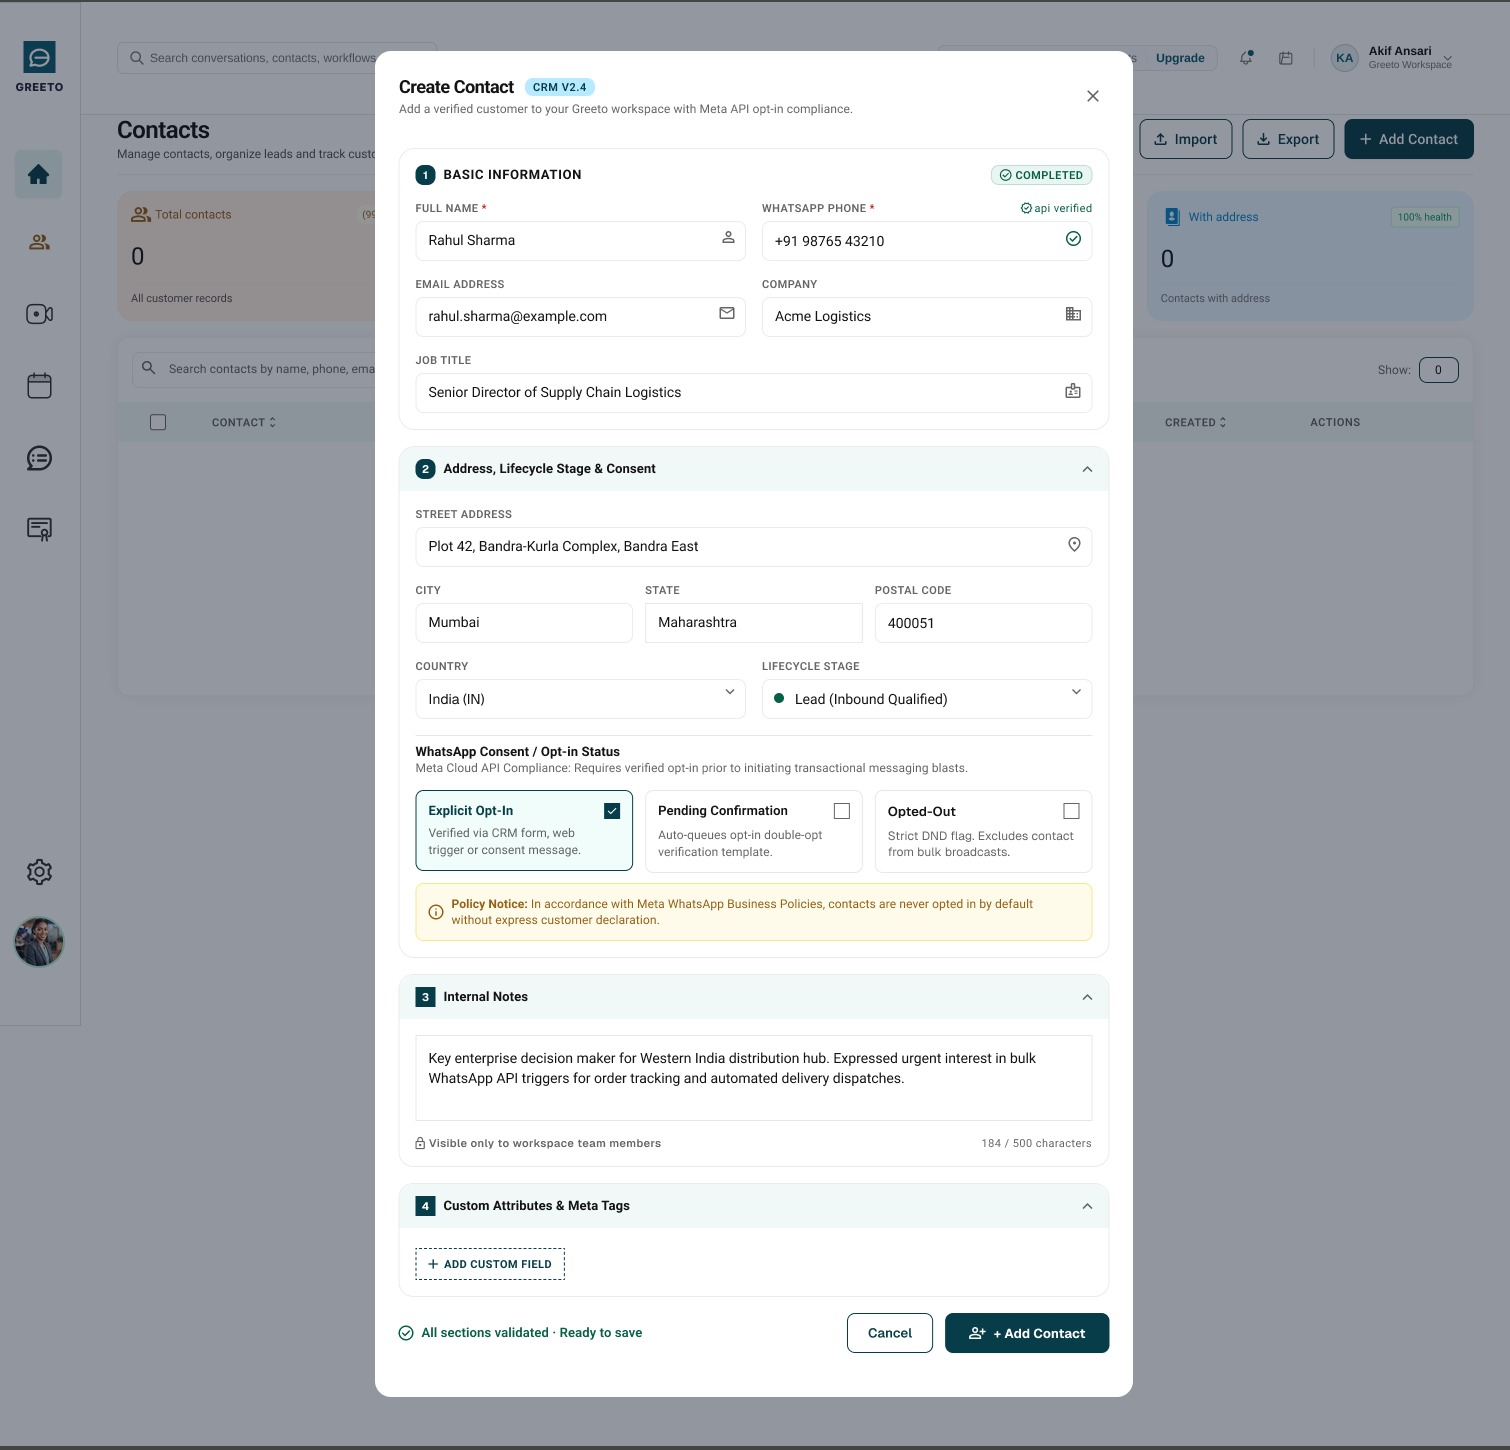 GREETO
Search conversations, contacts, workflows
Upgrade
KA
Akif Ansari
Greeto Workspace
Contacts
Manage contacts, organize leads and track
Import
Export
+ Add Contact
Total contacts
0
All customer records
With address
100% health
0
Contacts with address
Search contacts by name, phone,
Show:
0
CONTACT
CREATED
ACTIONS
Create Contact
CRM V2.4
Add a verified customer to your Greeto workspace with Meta API opt-in compliance.
1 BASIC INFORMATION
COMPLETED
FULL NAME *
WHATSAPP PHONE *
api verified
Rahul Sharma
+91 98765 43210
EMAIL ADDRESS
COMPANY
rahul.sharma@example.com
Acme Logistics
JOB TITLE
Senior Director of Supply Chain Logistics
2 Address, Lifecycle Stage & Consent
STREET ADDRESS
Plot 42, Bandra-Kurla Complex, Bandra East
CITY
STATE
POSTAL CODE
Mumbai
Maharashtra
400051
COUNTRY
LIFECYCLE STAGE
India (IN)
Lead (Inbound Qualified)
WhatsApp Consent / Opt-in Status
Meta Cloud API Compliance: Requires verified opt-in prior to initiating transactional messaging blasts.
Explicit Opt-In
Verified via CRM form, web
trigger or consent message.
Pending Confirmation
Auto-queues opt-in double-opt
verification template.
Opted-Out
Strict DND flag. Excludes contact
from bulk broadcasts.
Policy Notice: In accordance with Meta WhatsApp Business Policies, contacts are never opted in by default
without express customer declaration.
3 Internal Notes
Key enterprise decision maker for Western India distribution hub. Expressed urgent interest in bulk
WhatsApp API triggers for order tracking and automated delivery dispatches.
Visible only to workspace team members
184 / 500 characters
4 Custom Attributes & Meta Tags
+ ADD CUSTOM FIELD
All sections validated · Ready to save
Cancel
+ Add Contact